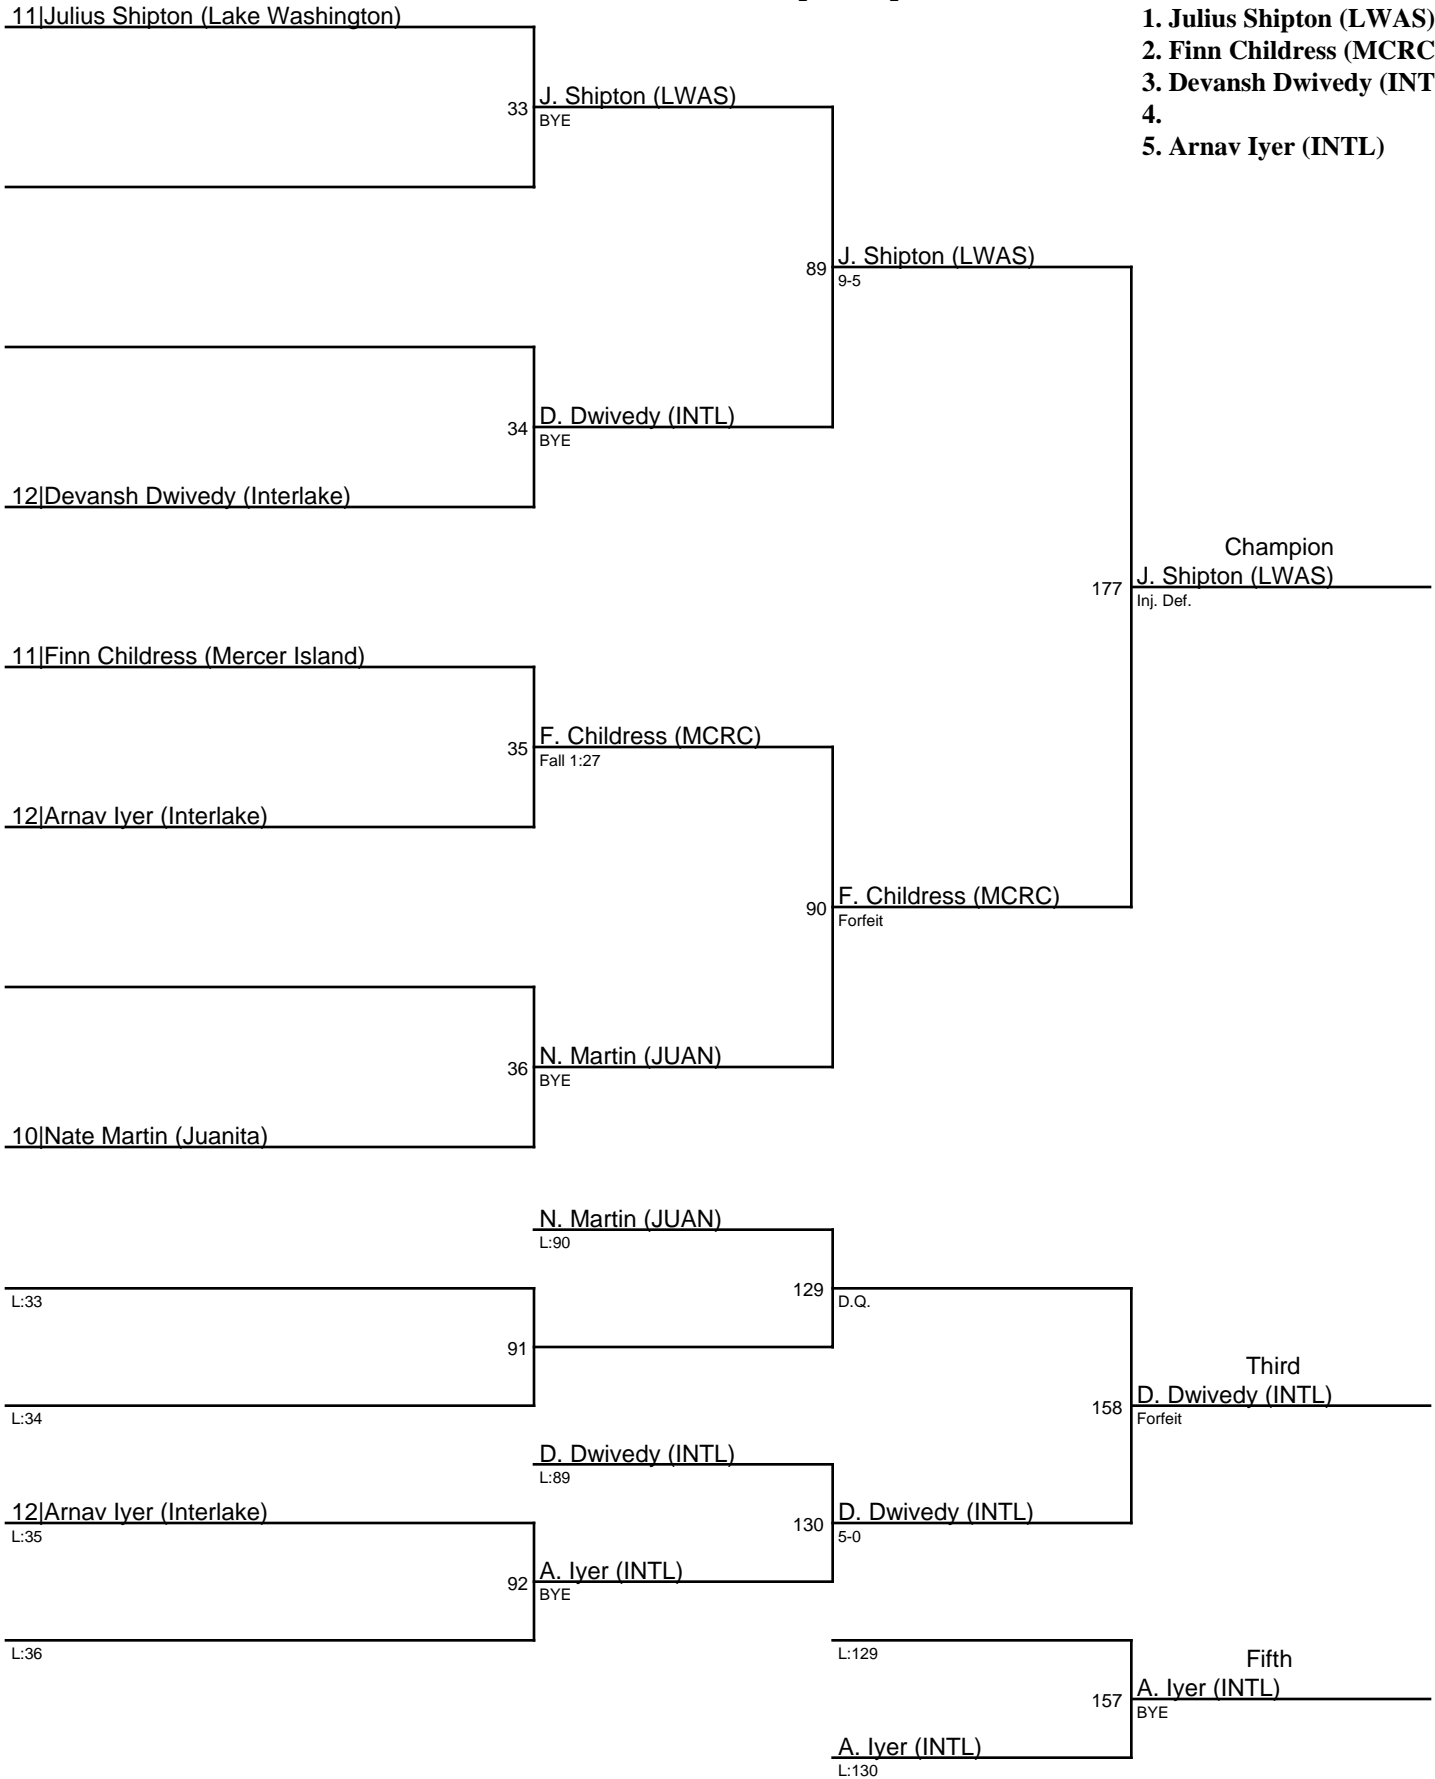 11|Julius Shipton (Lake Washington)
1. Julius Shipton (LWAS)
2. Finn Childress (MCRC
3. Devansh Dwivedy (INT
4.
5. Arnav Iyer (INTL)
33
J. Shipton (LWAS)
BYE
89
J. Shipton (LWAS)
9-5
34
D. Dwivedy (INTL)
BYE
12|Devansh Dwivedy (Interlake)
Champion
177
J. Shipton (LWAS)
Inj. Def.
11|Finn Childress (Mercer Island)
35
F. Childress (MCRC)
Fall 1:27
12|Arnav Iyer (Interlake)
90
F. Childress (MCRC)
Forfeit
36
N. Martin (JUAN)
BYE
10|Nate Martin (Juanita)
N. Martin (JUAN)
L:90
L:33
129
D.Q.
91
L:34
Third
158
D. Dwivedy (INTL)
Forfeit
D. Dwivedy (INTL)
L:89
12|Arnav Iyer (Interlake)
L:35
130
D. Dwivedy (INTL)
5-0
92
A. Iyer (INTL)
BYE
L:36
L:129
Fifth
157
A. Iyer (INTL)
BYE
A. Iyer (INTL)
L:130